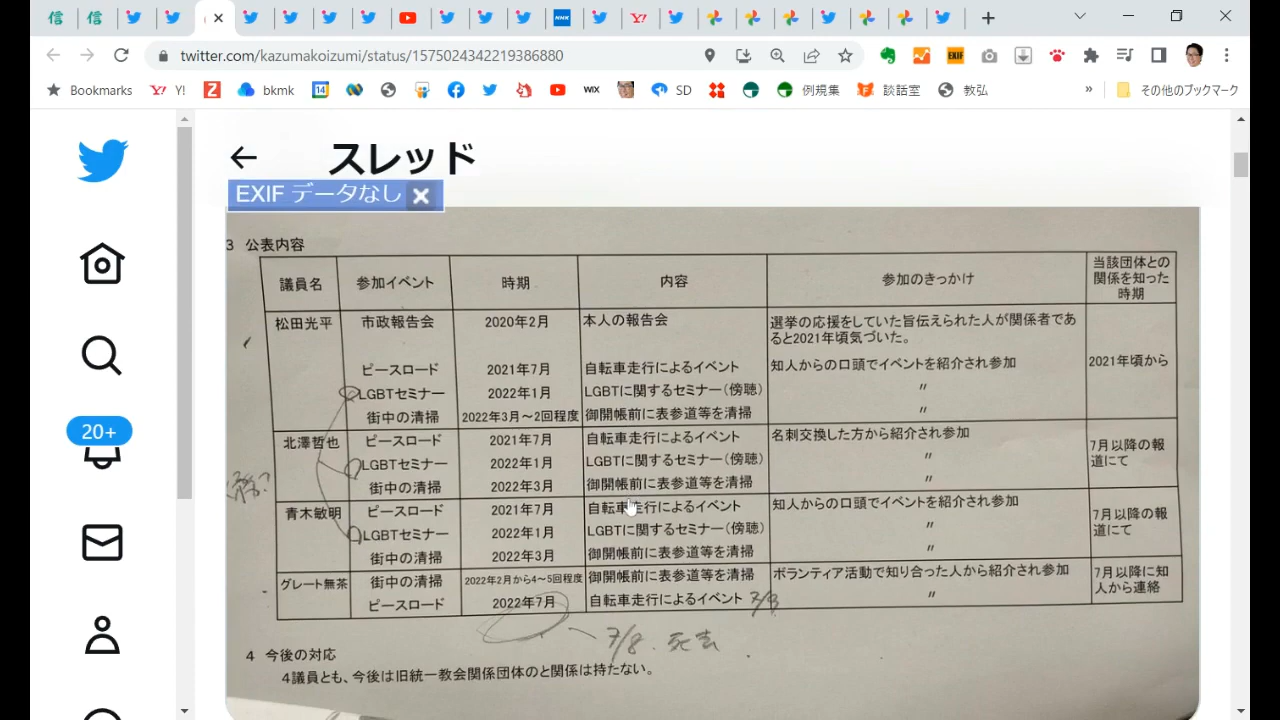 twitter.com/kazumakoizumi/status/1575024342219386880
Bookmarks Y! bkmk 14 WIX SD 例規集 談話室 教弘 » その他のブックマーク
スレッド
EXIF データなし
20+
3 公表内容
議員名 参加イベント 時期 内容 参加のきっかけ 当該団体との関係を知った時期
松田光平 市政報告会 2020年2月 本人の報告会 選挙の応援をしていた旨伝えられた人が関係者であると2021年頃気づいた。 2021年頃から
ピースロード 2021年7月 自転車走行によるイベント 知人からの口頭でイベントを紹介され参加
LGBTセミナー 2022年1月 LGBTに関するセミナー(傍聴) 〃
街中の清掃 2022年3月~2回程度 御開帳前に表参道等を清掃 〃
北澤哲也 ピースロード 2021年7月 自転車走行によるイベント 名刺交換した方から紹介され参加 7月以降の報道にて
LGBTセミナー 2022年1月 LGBTに関するセミナー(傍聴) 〃
街中の清掃 2022年3月 御開帳前に表参道等を清掃 〃
青木敏明 ピースロード 2021年7月 自転車走行によるイベント 知人からの口頭でイベントを紹介され参加 7月以降の報道にて
LGBTセミナー 2022年1月 LGBTに関するセミナー(傍聴) 〃
街中の清掃 2022年3月 御開帳前に表参道等を清掃 〃
グレート無茶 街中の清掃 2022年2月から4~5回程度 御開帳前に表参道等を清掃 ボランティア活動で知り合った人から紹介され参加 7月以降に知人から連絡
ピースロード 2022年7月 自転車走行によるイベント 〃
7/8 死去
4 今後の対応
4議員とも、今後は旧統一教会関係団体のと関係は持たない。